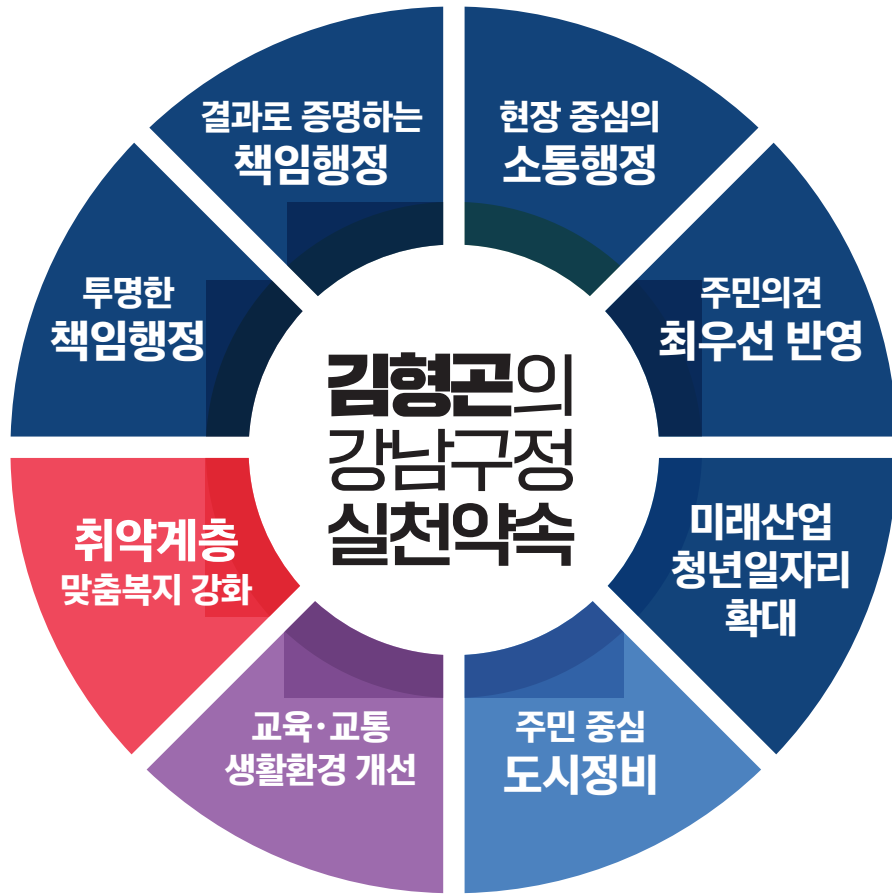 결과로 증명하는
책임행정
현장 중심의
소통행정
투명한
책임행정
주민의견
최우선 반영
김형곤의
강남구정
실천약속
취약계층
맞춤복지 강화
미래산업
청년일자리
확대
교육·교통
생활환경 개선
주민 중심
도시정비